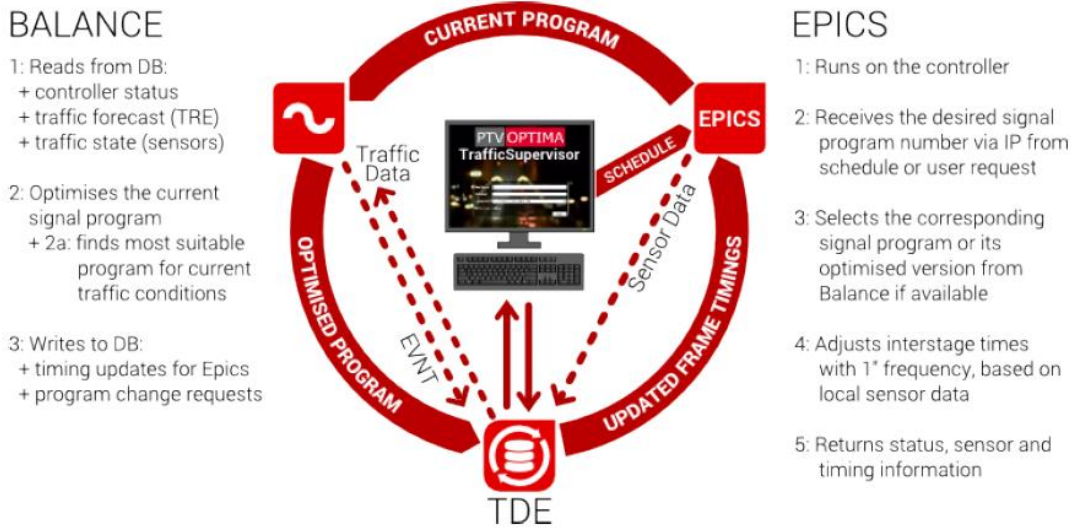 BALANCE
1: Reads from DB:
+ controller status
+ traffic forecast (TRE)
+ traffic state (sensors)
2: Optimises the current
signal program
+ 2a: finds most suitable
program for current
traffic conditions
3: Writes to DB:
+ timing updates for Epics
+ program change requests
CURRENT PROGRAM
EPICS
PTV OPTIMA
TrafficSupervisor
SCHEDULE
Traffic
Data
Sensor Data
EVNT
OPTIMISED PROGRAM
UPDATED FRAME TIMINGS
TDE
EPICS
1: Runs on the controller
2: Receives the desired signal
program number via IP from
schedule or user request
3: Selects the corresponding
signal program or its
optimised version from
Balance if available
4: Adjusts interstage times
with 1" frequency, based on
local sensor data
5: Returns status, sensor and
timing information